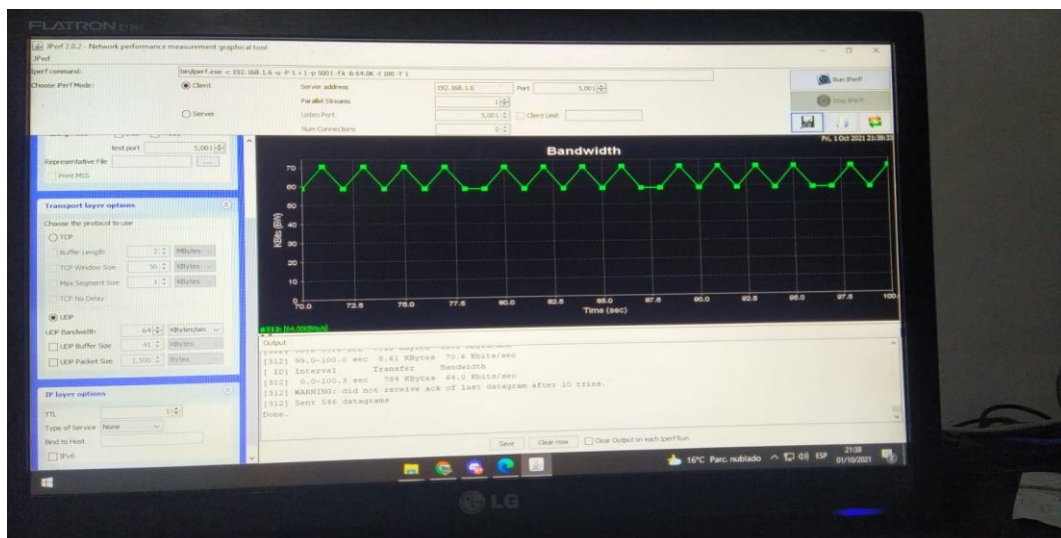 FLATRON
JPerf 2.0.2 - Network performance measurement graphical tool
JPerf
Iperf command:
bin/iperf.exe -c 192.168.1.6 -u -P 1 -i 1 -p 5001 -f k -b 64.0K -t 100 -T 1
Choose iPerf Mode:
Client
Server address
192.168.1.6
Port
5,001
Parallel Streams
1
Server
Listen Port
5,001
Client Limit
Num Connections
0
Run IPerf!
Stop IPerf!
Fri, 1 Oct 2021 21:38:33
test port
5,001
Representative File
...
Print MSS
Transport layer options
Choose the protocol to use
TCP
Buffer Length
2
MBytes
TCP Window Size
56
KBytes
Max Segment Size
1
KBytes
TCP No Delay
UDP
UDP Bandwidth
64
KBytes/sec
UDP Buffer Size
41
KBytes
UDP Packet Size
1,500
Bytes
IP layer options
TTL
1
Type of Service
None
Bind to Host
IPv6
Bandwidth
KBits (BW)
70
60
50
40
30
20
10
0
70.0 72.5 75.0 77.5 80.0 82.5 85.0 87.5 90.0 92.5 95.0 97.5 100
Time (sec)
Output
[312] 99.0-100.0 sec 8.61 KBytes 70.6 Kbits/sec
[ ID] Interval Transfer Bandwidth
[312] 0.0-100.3 sec 784 KBytes 64.0 Kbits/sec
[312] WARNING: did not receive ack of last datagram after 10 tries.
[312] Sent 546 datagrams
Done.
Save
Clear now
Clear Output on each Iperf Run
16°C Parc. nublado
ESP
21:38
01/10/2021
LG